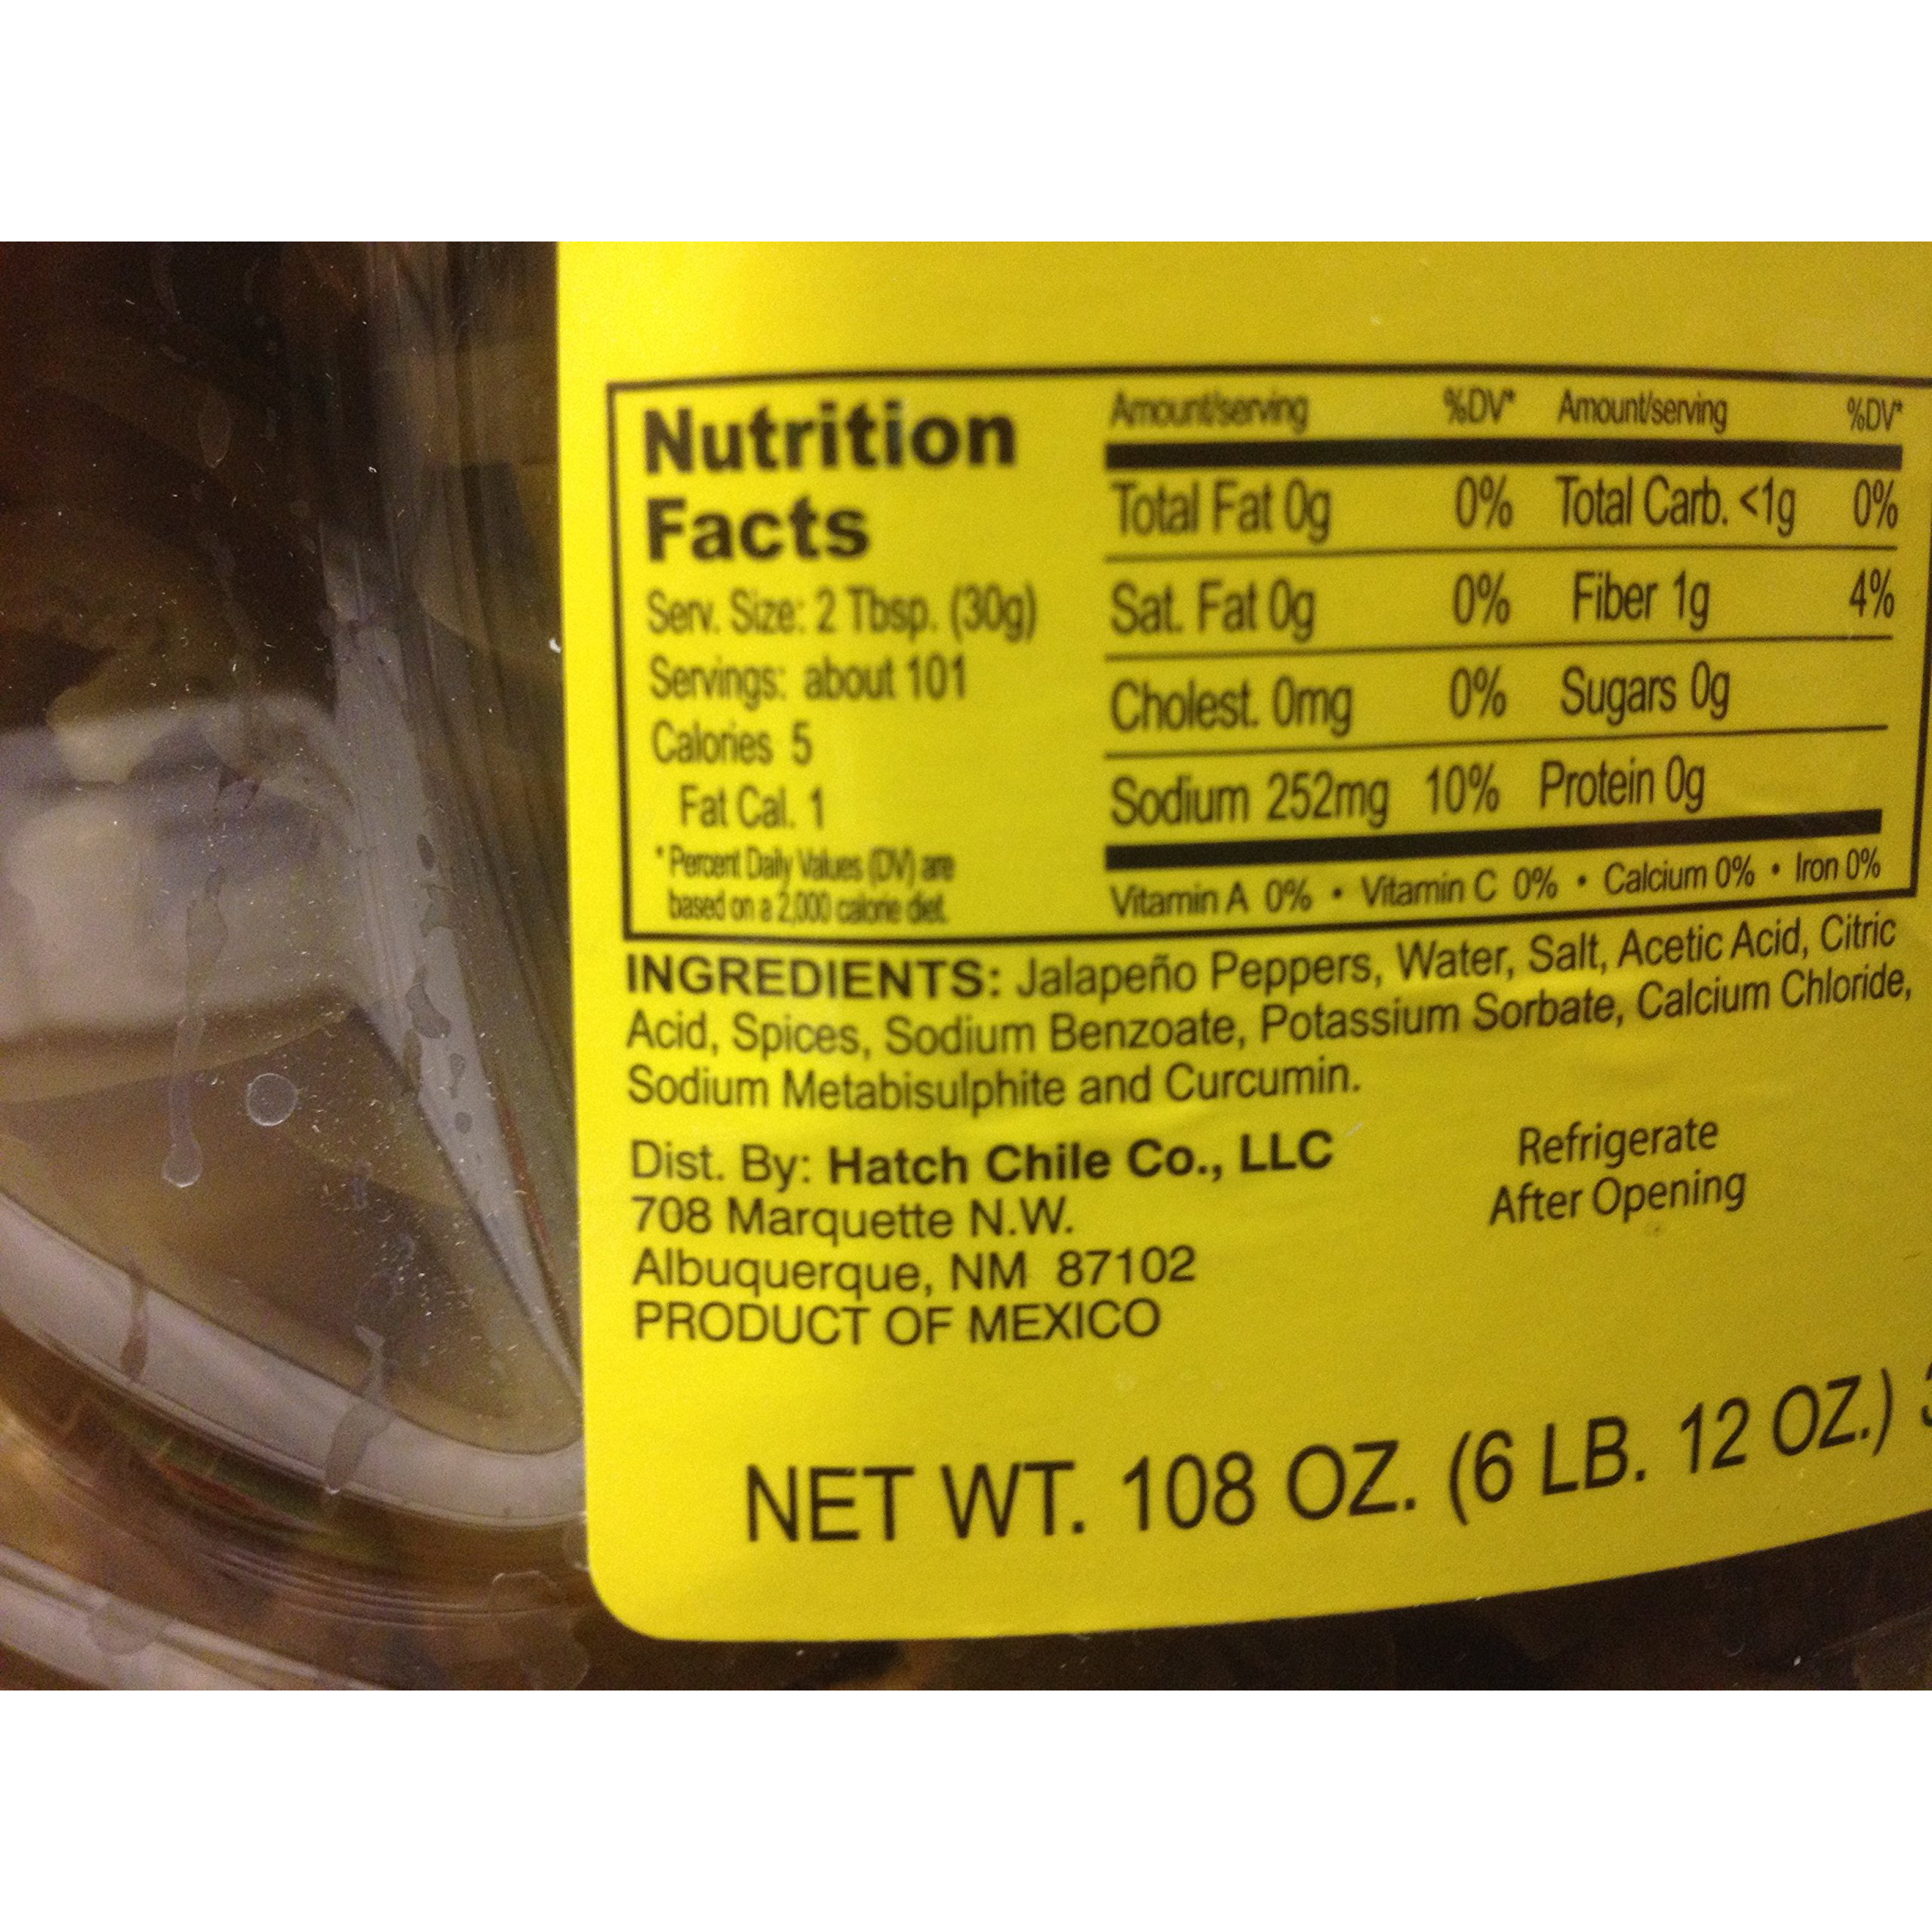 Nutrition
Facts
Serv. Size: 2 Tbsp. (30g)
Servings: about 101
Calories 5
Fat Cal. 1
*Percent Daily Values (DV) are
based on a 2,000 calorie diet.
Amount/serving %DV* Amount/serving %DV*
Total Fat 0g 0% Total Carb. <1g 0%
Sat. Fat 0g 0% Fiber 1g 4%
Cholest. 0mg 0% Sugars 0g
Sodium 252mg 10% Protein 0g
Vitamin A 0% • Vitamin C 0% • Calcium 0% • Iron 0%
INGREDIENTS: Jalapeño Peppers, Water, Salt, Acetic Acid, Citric
Acid, Spices, Sodium Benzoate, Potassium Sorbate, Calcium Chloride,
Sodium Metabisulphite and Curcumin.
Dist. By: Hatch Chile Co., LLC
708 Marquette N.W.
Albuquerque, NM 87102
PRODUCT OF MEXICO
Refrigerate
After Opening
NET WT. 108 OZ. (6 LB. 12 OZ.)